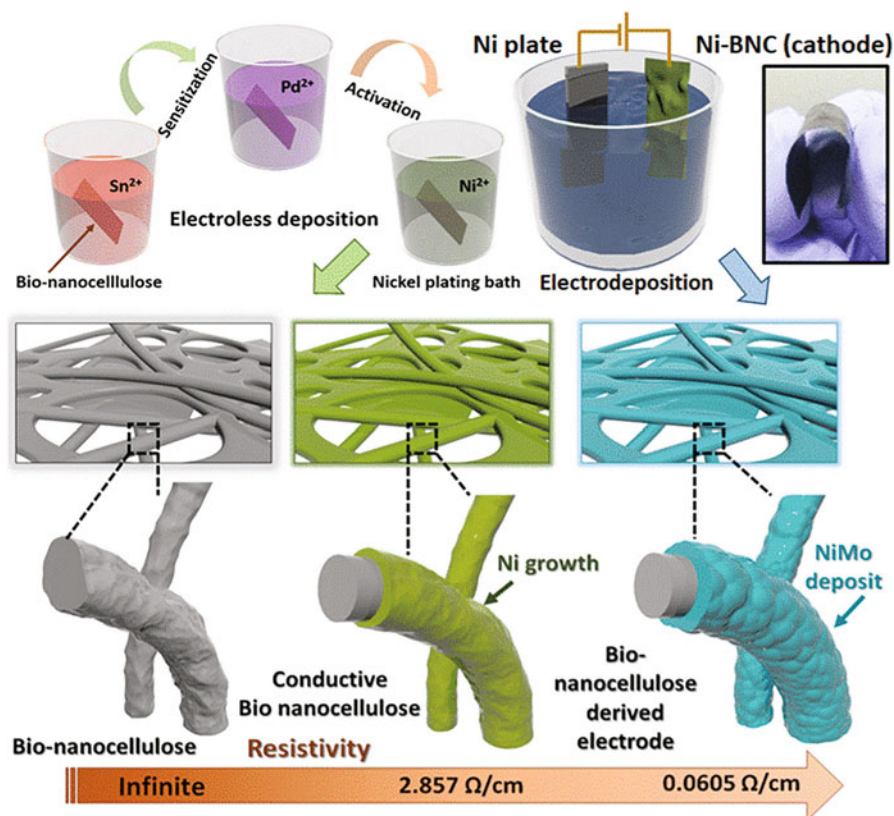 Sensitization
Pd²⁺
Activation
Sn²⁺
Ni²⁺
Electroless deposition
Bio-nanocelllulose
Nickel plating bath
Ni plate
Ni-BNC (cathode)
Electrodeposition
Ni growth
NiMo
deposit
Bio-nanocellulose
Conductive
Bio nanocellulose
Bio-
nanocellulose
derived
electrode
Resistivity
Infinite
2.857 Ω/cm
0.0605 Ω/cm